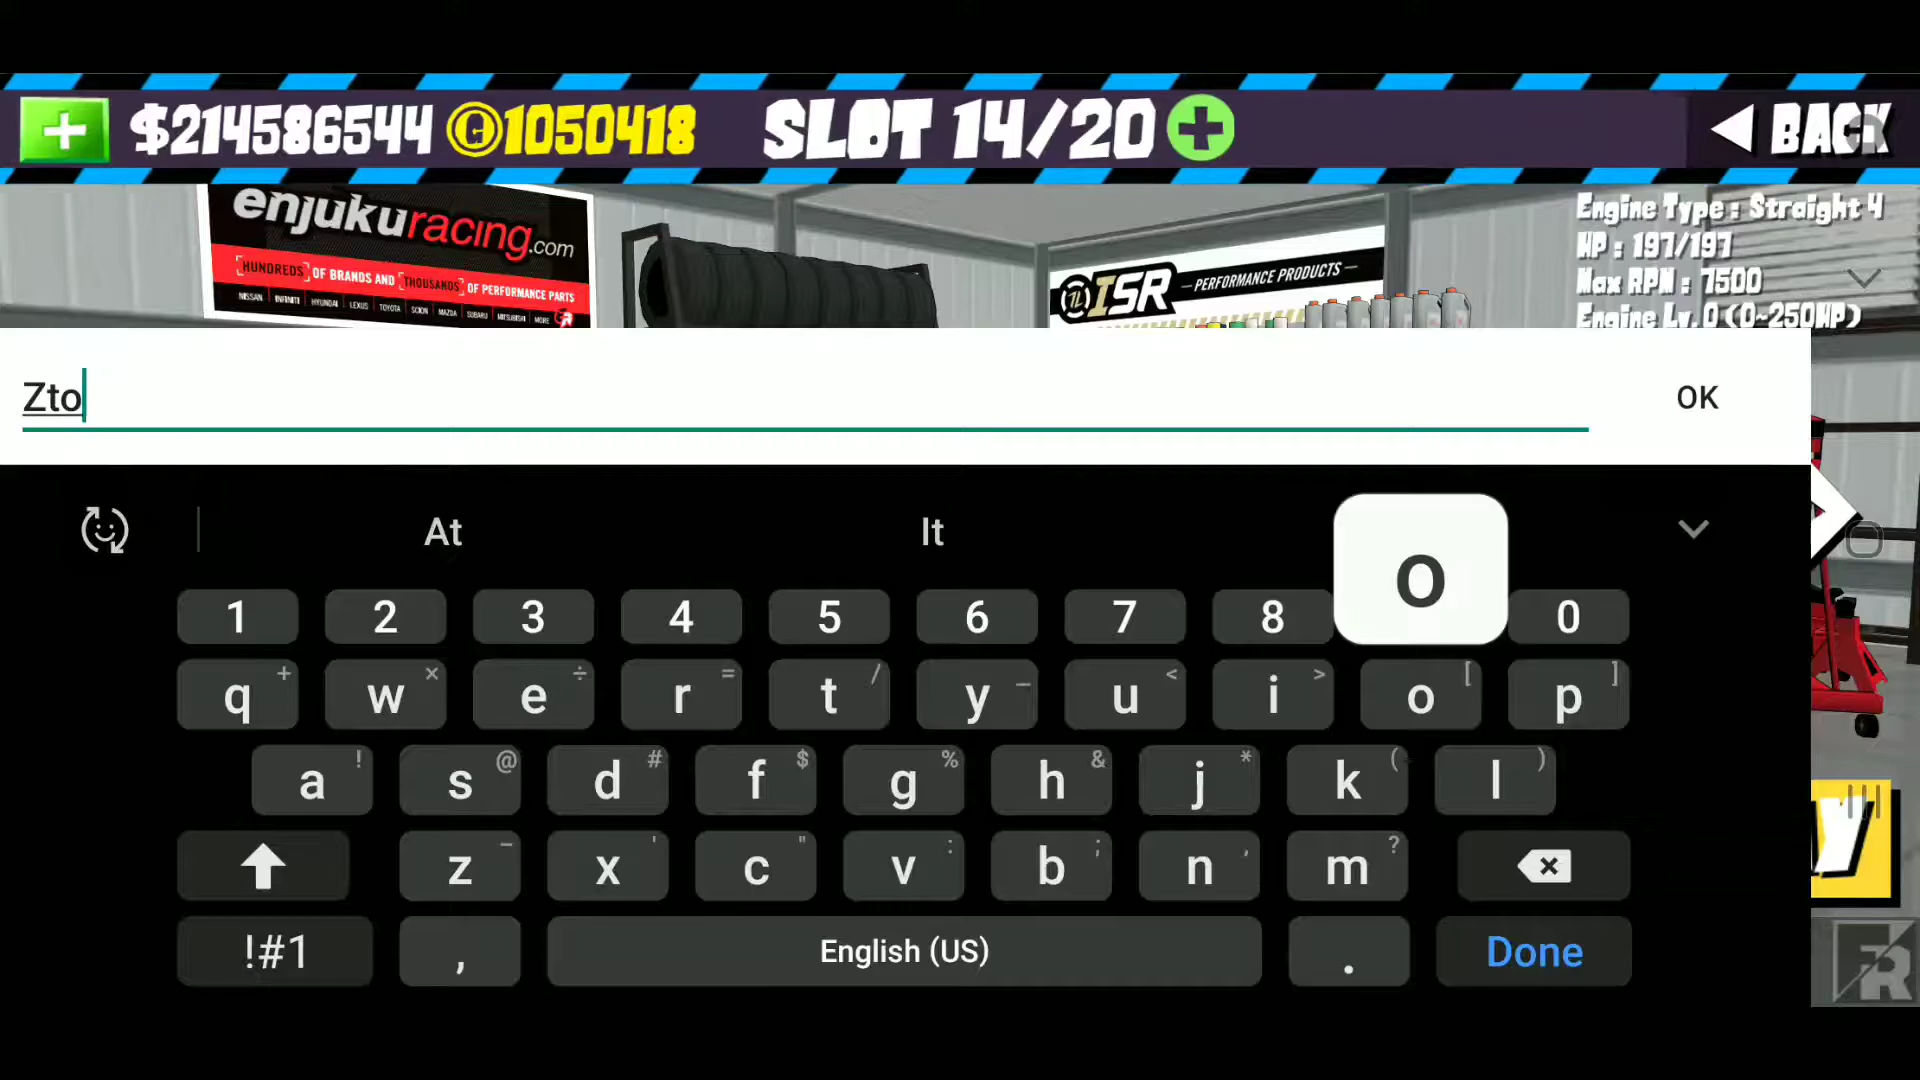 $214586544 1050418 SLOT 14/20 BACK
enjukuracing.com
HUNDREDS OF BRANDS AND THOUSANDS OF PERFORMANCE PARTS
NISSAN INFINITI HYUNDAI LEXUS TOYOTA SCION MAZDA SUBARU MITSUBISHI MORE
ISR PERFORMANCE PRODUCTS
Engine Type : Straight 4
HP : 197/197
Max RPM : 7500
Engine Lv.0 (0~250HP)
Zto OK
At It
o
1 2 3 4 5 6 7 8 0
q + w × e ÷ r = t / y _ u < i > o [ p ]
a ! s @ d # f $ g % h & j * k ( l )
z - x ' c " v : b ; n , m ?
!#1 , English (US) . Done
FR